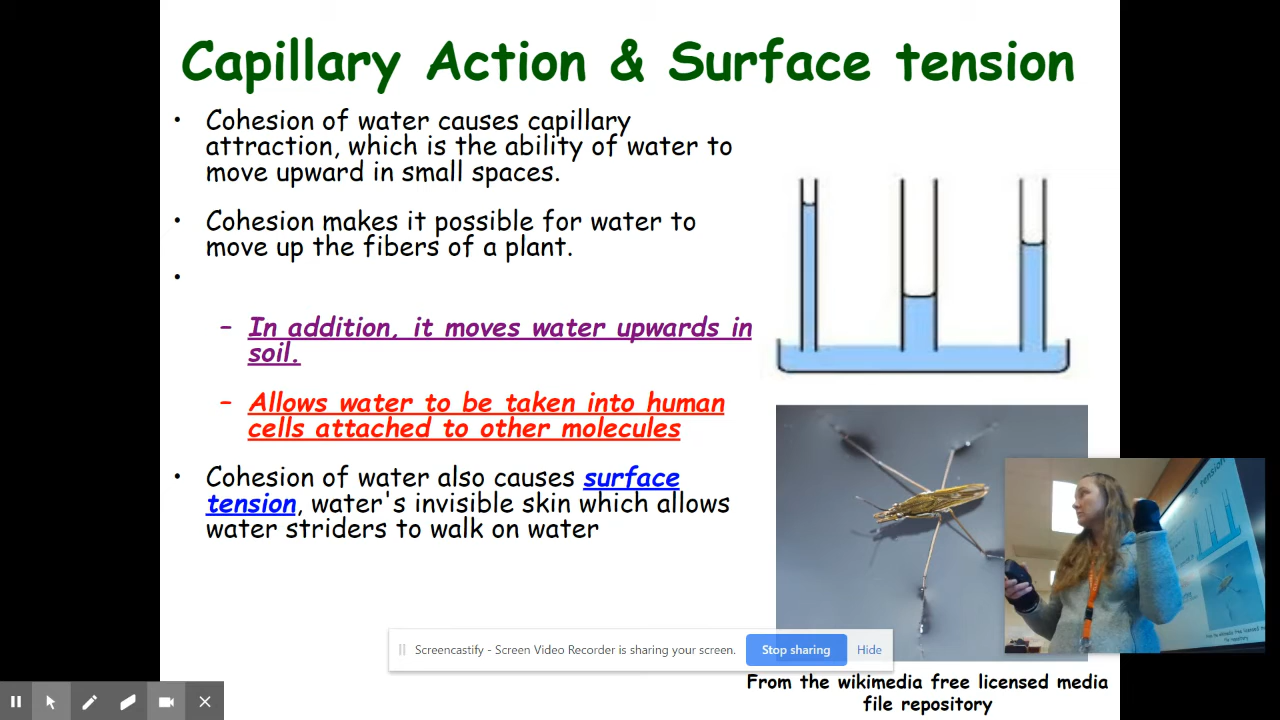 Capillary Action & Surface tension
• Cohesion of water causes capillary
attraction, which is the ability of water to
move upward in small spaces.
• Cohesion makes it possible for water to
move up the fibers of a plant.
•
– In addition, it moves water upwards in
soil.
– Allows water to be taken into human
cells attached to other molecules
• Cohesion of water also causes surface
tension, water's invisible skin which allows
water striders to walk on water
Screencastify - Screen Video Recorder is sharing your screen.
Stop sharing
Hide
From the wikimedia free licensed media
file repository